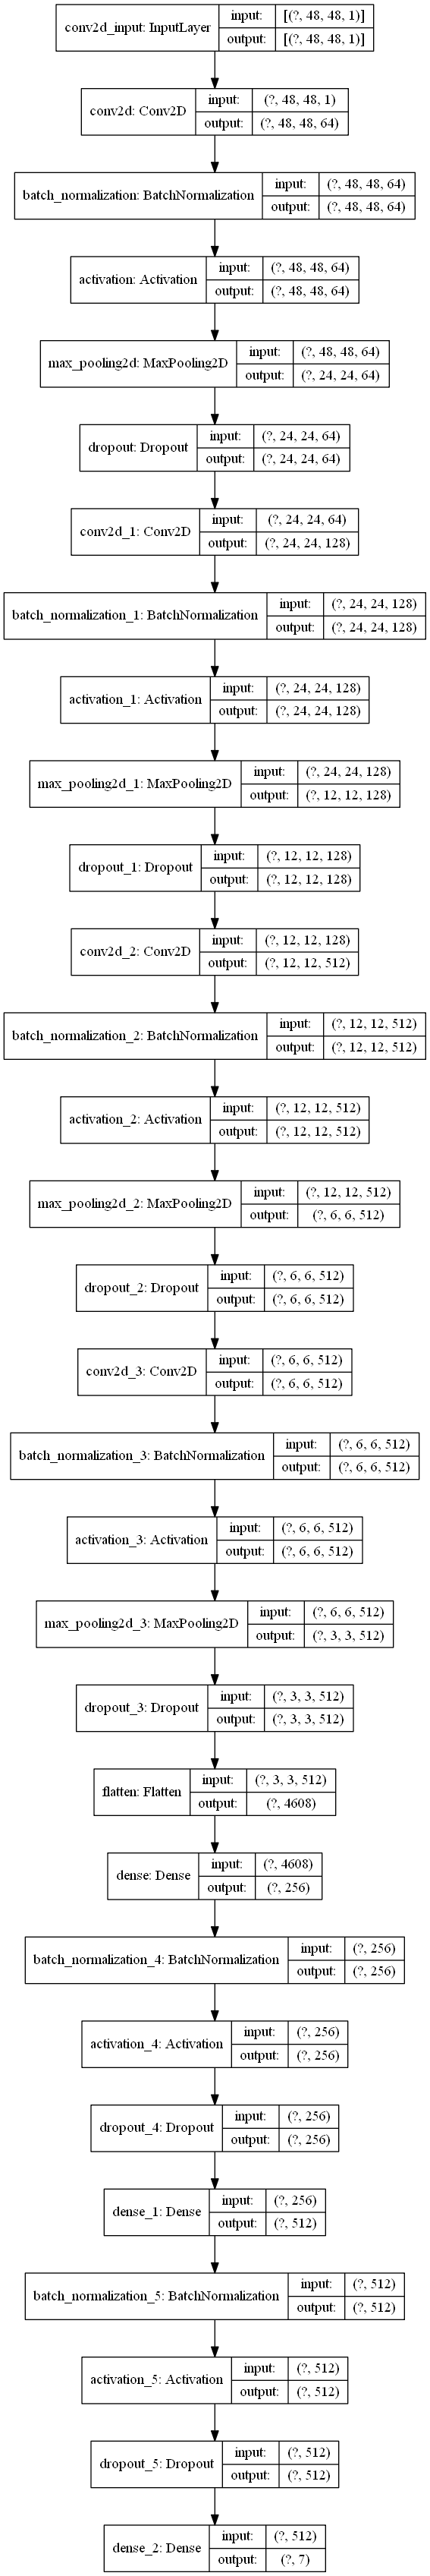 conv2d_input: InputLayer input: [(?, 48, 48, 1)]
output: [(?, 48, 48, 1)]
conv2d: Conv2D input: (?, 48, 48, 1)
output: (?, 48, 48, 64)
batch_normalization: BatchNormalization input: (?, 48, 48, 64)
output: (?, 48, 48, 64)
activation: Activation input: (?, 48, 48, 64)
output: (?, 48, 48, 64)
max_pooling2d: MaxPooling2D input: (?, 48, 48, 64)
output: (?, 24, 24, 64)
dropout: Dropout input: (?, 24, 24, 64)
output: (?, 24, 24, 64)
conv2d_1: Conv2D input: (?, 24, 24, 64)
output: (?, 24, 24, 128)
batch_normalization_1: BatchNormalization input: (?, 24, 24, 128)
output: (?, 24, 24, 128)
activation_1: Activation input: (?, 24, 24, 128)
output: (?, 24, 24, 128)
max_pooling2d_1: MaxPooling2D input: (?, 24, 24, 128)
output: (?, 12, 12, 128)
dropout_1: Dropout input: (?, 12, 12, 128)
output: (?, 12, 12, 128)
conv2d_2: Conv2D input: (?, 12, 12, 128)
output: (?, 12, 12, 512)
batch_normalization_2: BatchNormalization input: (?, 12, 12, 512)
output: (?, 12, 12, 512)
activation_2: Activation input: (?, 12, 12, 512)
output: (?, 12, 12, 512)
max_pooling2d_2: MaxPooling2D input: (?, 12, 12, 512)
output: (?, 6, 6, 512)
dropout_2: Dropout input: (?, 6, 6, 512)
output: (?, 6, 6, 512)
conv2d_3: Conv2D input: (?, 6, 6, 512)
output: (?, 6, 6, 512)
batch_normalization_3: BatchNormalization input: (?, 6, 6, 512)
output: (?, 6, 6, 512)
activation_3: Activation input: (?, 6, 6, 512)
output: (?, 6, 6, 512)
max_pooling2d_3: MaxPooling2D input: (?, 6, 6, 512)
output: (?, 3, 3, 512)
dropout_3: Dropout input: (?, 3, 3, 512)
output: (?, 3, 3, 512)
flatten: Flatten input: (?, 3, 3, 512)
output: (?, 4608)
dense: Dense input: (?, 4608)
output: (?, 256)
batch_normalization_4: BatchNormalization input: (?, 256)
output: (?, 256)
activation_4: Activation input: (?, 256)
output: (?, 256)
dropout_4: Dropout input: (?, 256)
output: (?, 256)
dense_1: Dense input: (?, 256)
output: (?, 512)
batch_normalization_5: BatchNormalization input: (?, 512)
output: (?, 512)
activation_5: Activation input: (?, 512)
output: (?, 512)
dropout_5: Dropout input: (?, 512)
output: (?, 512)
dense_2: Dense input: (?, 512)
output: (?, 7)